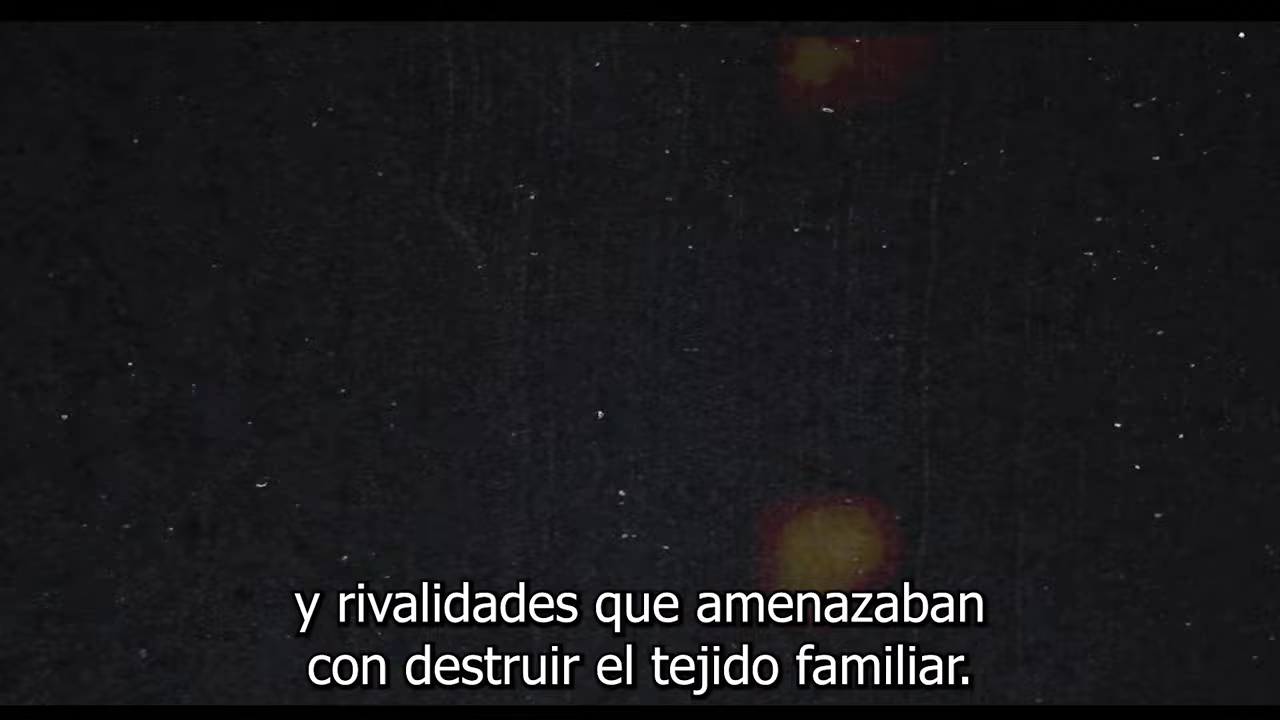 y rivalidades que amenazaban
con destruir el tejido familiar.